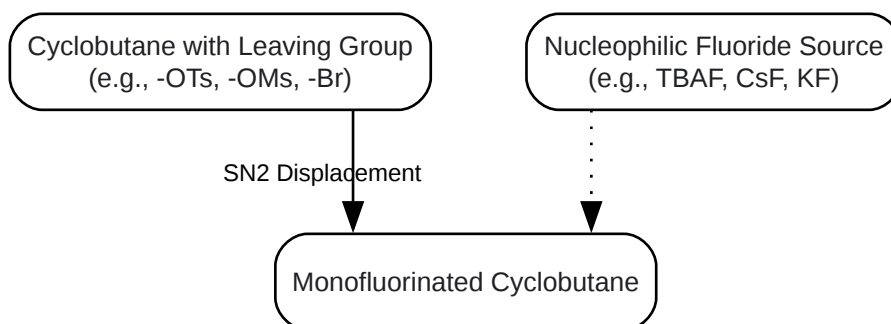 Cyclobutane with Leaving Group
(e.g., -OTs, -OMs, -Br)
Nucleophilic Fluoride Source
(e.g., TBAF, CsF, KF)
SN2 Displacement
Monofluorinated Cyclobutane